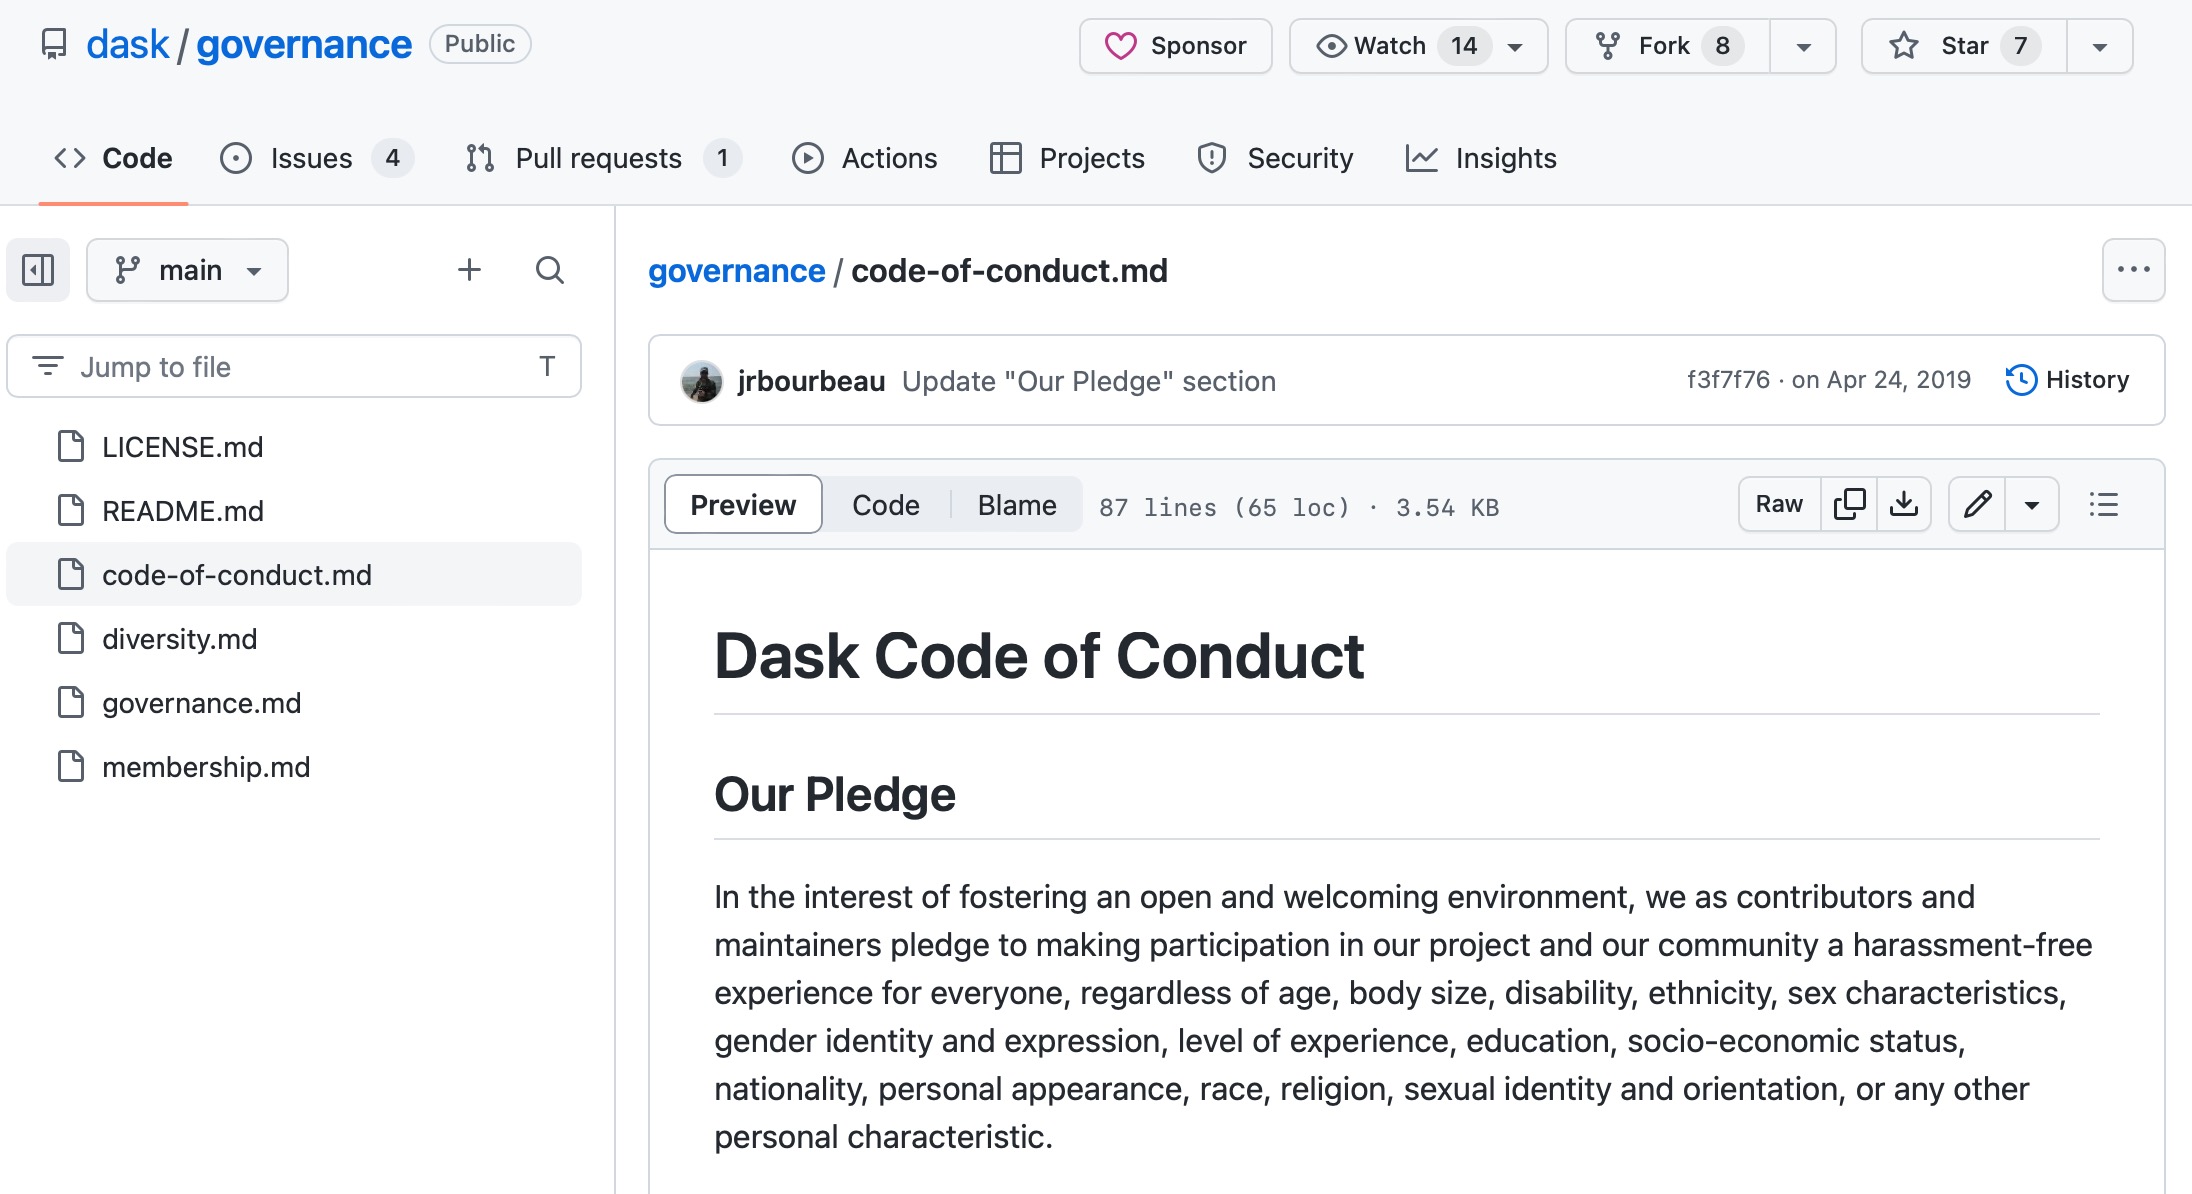 dask / governance Public Sponsor Watch 14 Fork 8 Star 7
Code Issues 4 Pull requests 1 Actions Projects Security Insights
main
Jump to file T
LICENSE.md
README.md
code-of-conduct.md
diversity.md
governance.md
membership.md
governance / code-of-conduct.md
jrbourbeau Update "Our Pledge" section f3f7f76 · on Apr 24, 2019 History
Preview Code Blame 87 lines (65 loc) · 3.54 KB Raw
Dask Code of Conduct
Our Pledge
In the interest of fostering an open and welcoming environment, we as contributors and
maintainers pledge to making participation in our project and our community a harassment-free
experience for everyone, regardless of age, body size, disability, ethnicity, sex characteristics,
gender identity and expression, level of experience, education, socio-economic status,
nationality, personal appearance, race, religion, sexual identity and orientation, or any other
personal characteristic.